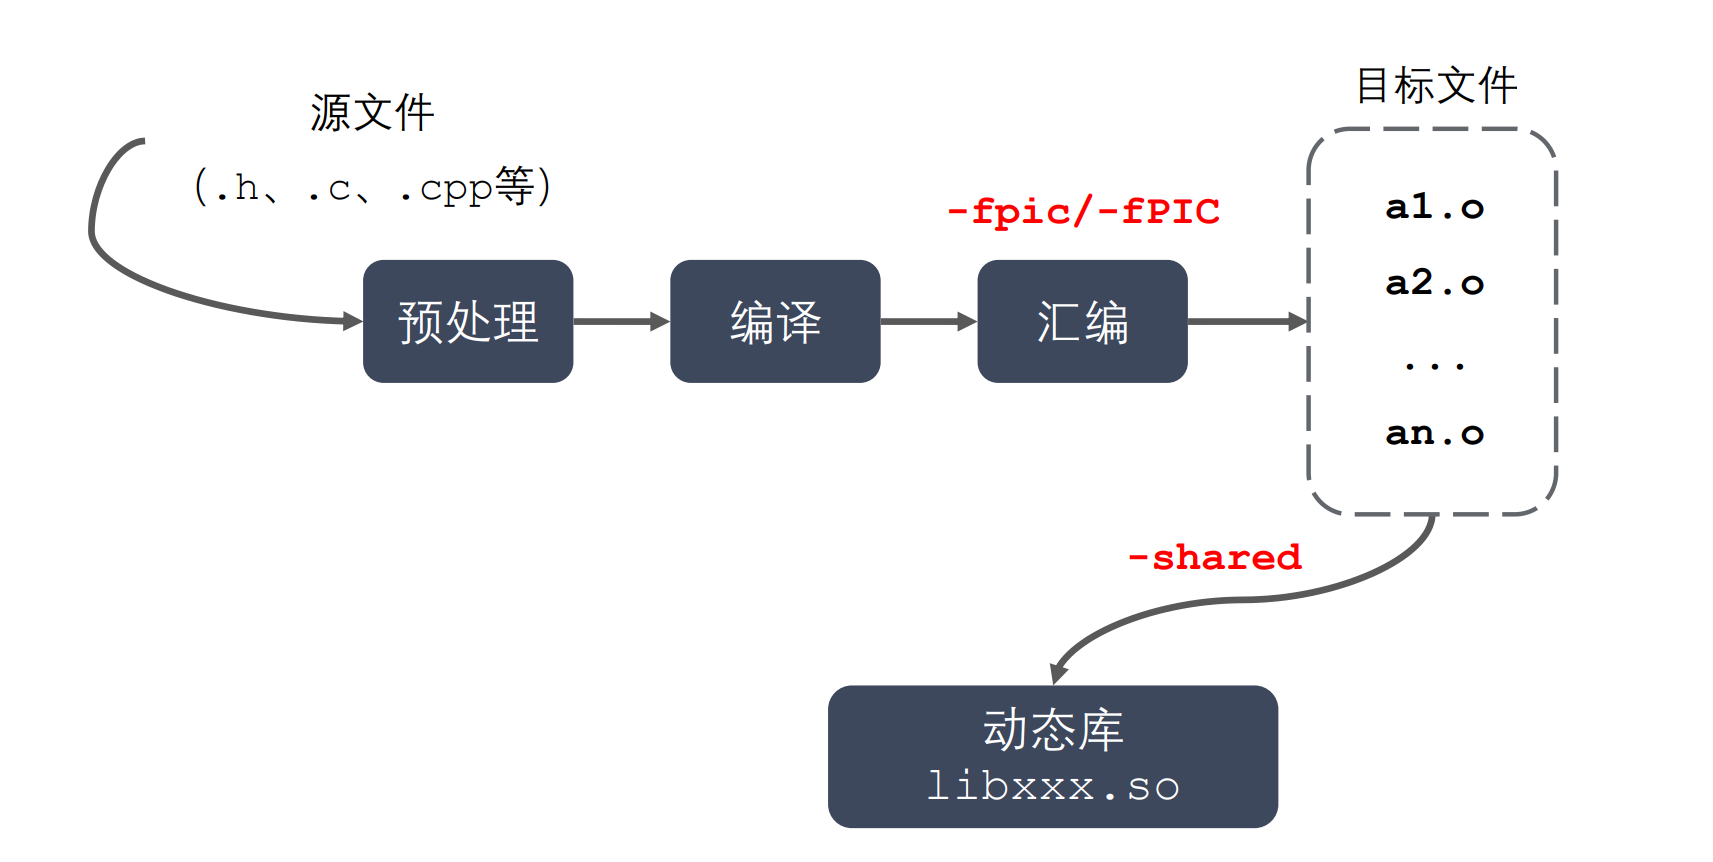 源文件
(.h、.c、.cpp等)
-fpic/-fPIC
预处理
编译
汇编
目标文件
a1.o
a2.o
...
an.o
-shared
动态库
libxxx.so